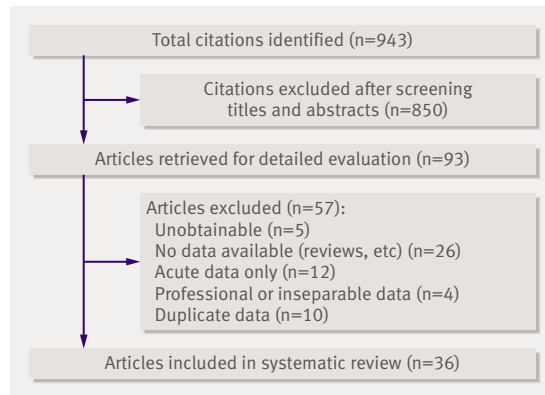 Total citations identified (n=943)
Citations excluded after screening
titles and abstracts (n=850)
Articles retrieved for detailed evaluation (n=93)
Articles excluded (n=57):
Unobtainable (n=5)
No data available (reviews, etc) (n=26)
Acute data only (n=12)
Professional or inseparable data (n=4)
Duplicate data (n=10)
Articles included in systematic review (n=36)